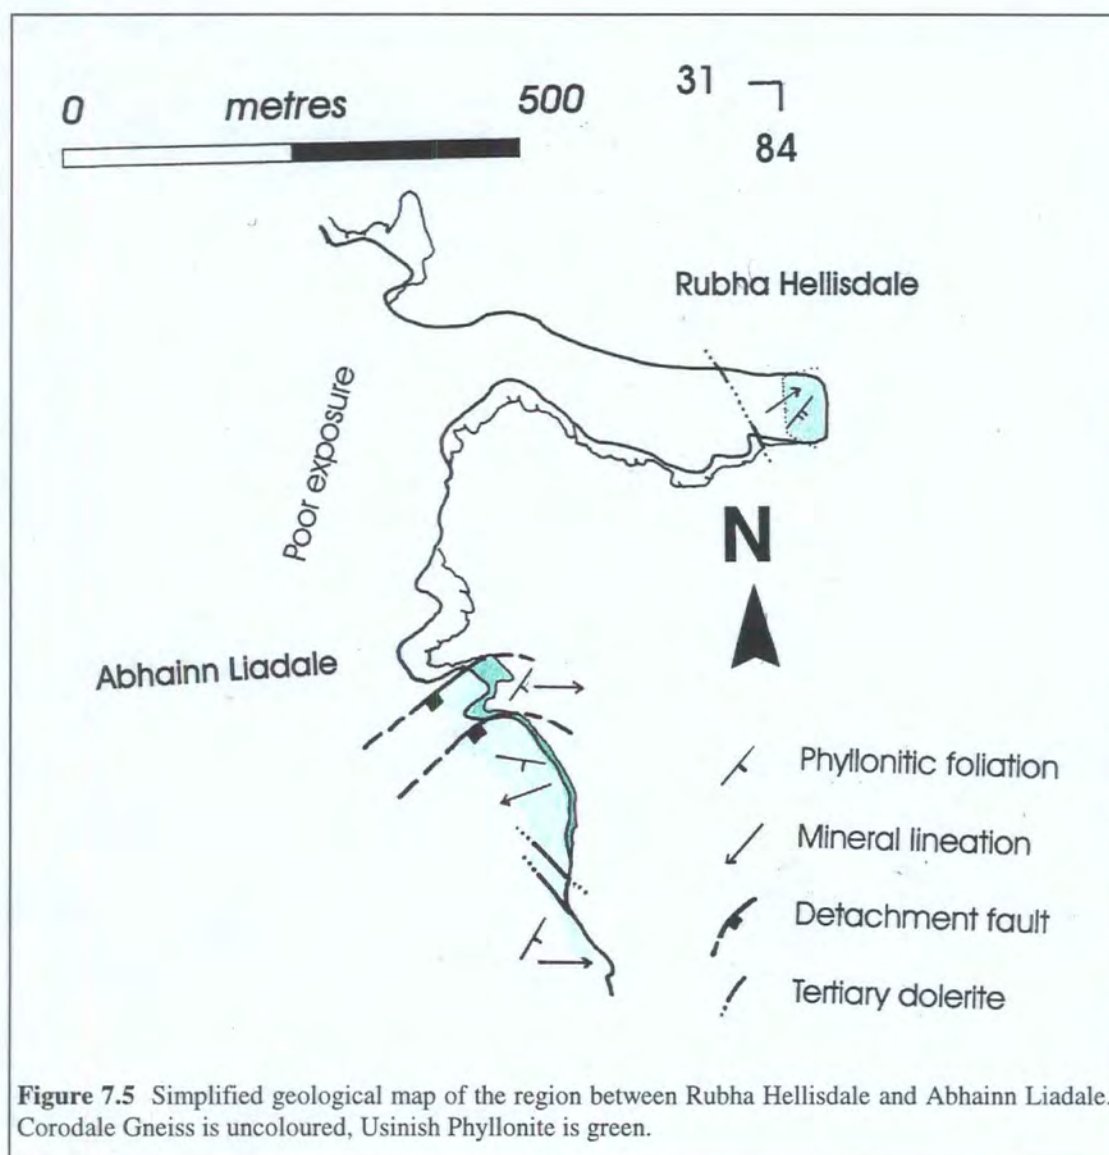 0 metres 500
31
84
Rubha Hellisdale
Poor exposure
N
Abhainn Liadale
Phyllonitic foliation
Mineral lineation
Detachment fault
Tertiary dolerite
Figure 7.5 Simplified geological map of the region between Rubha Hellisdale and Abhainn Liadale.
Corodale Gneiss is uncoloured, Usinish Phyllonite is green.